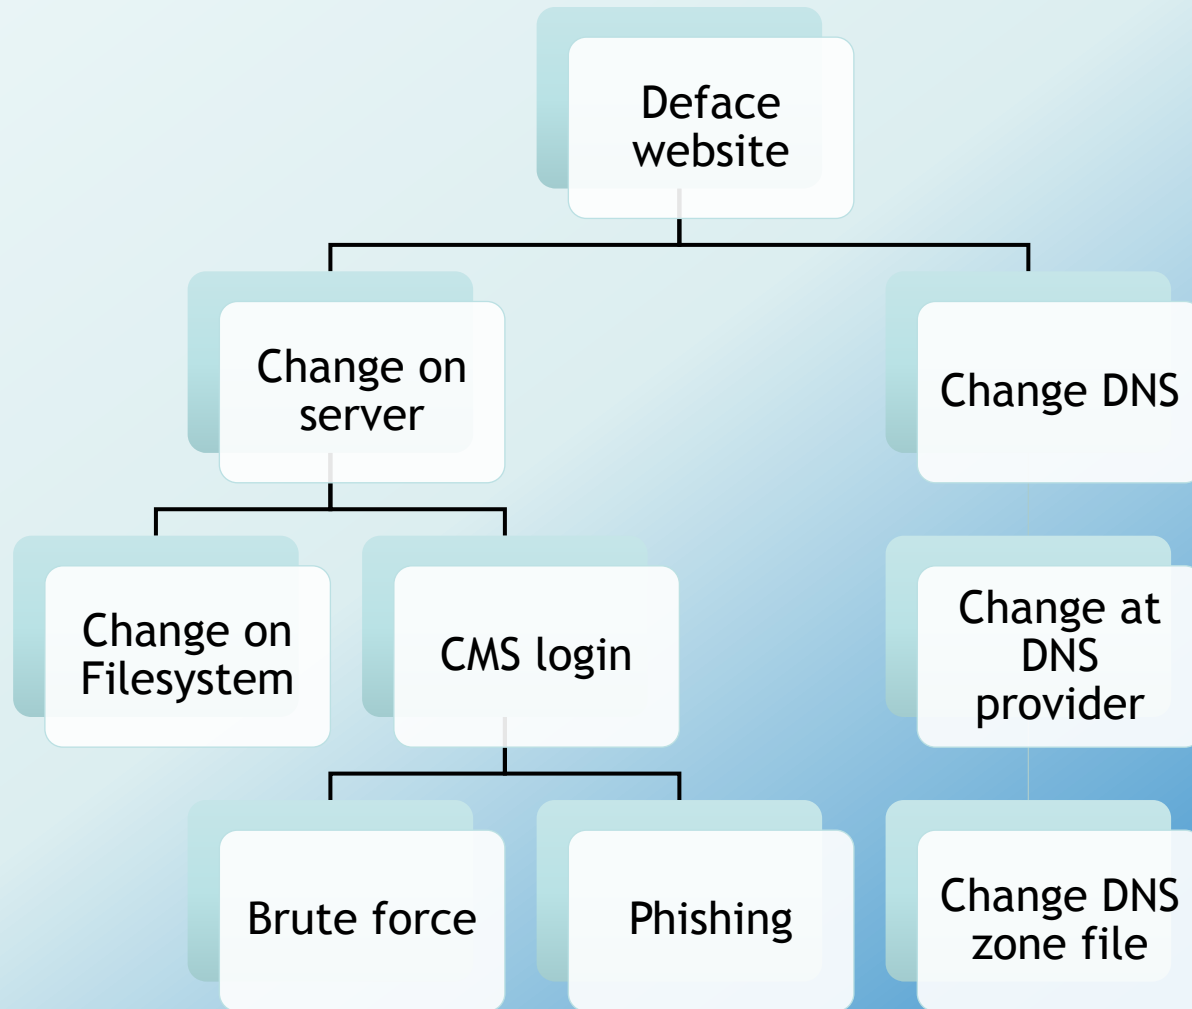 Deface
website
Change on
server
Change DNS
Change on
Filesystem
CMS login
Change at
DNS
provider
Brute force
Phishing
Change DNS
zone file